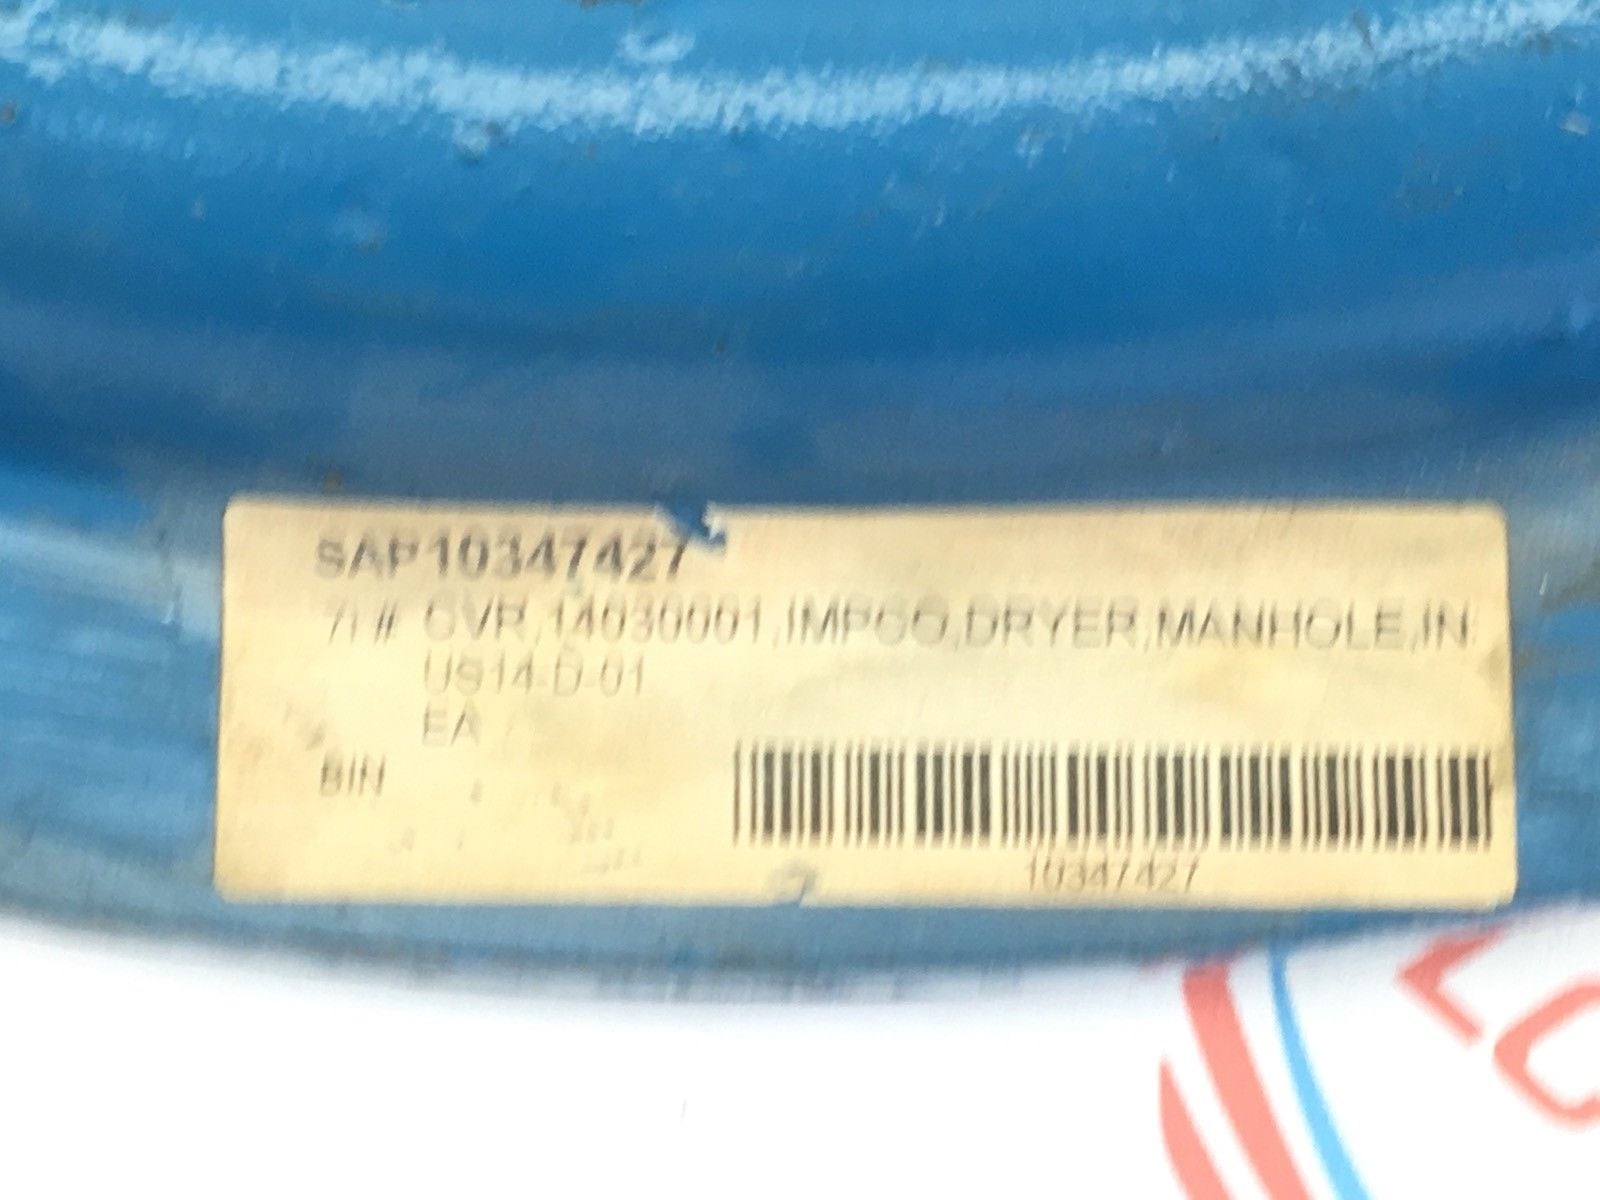 SAP10347427
CVR,14030001,IMPCO,DRYER,MANHOLE,IN
US14-D-01
EA
BIN
10347427